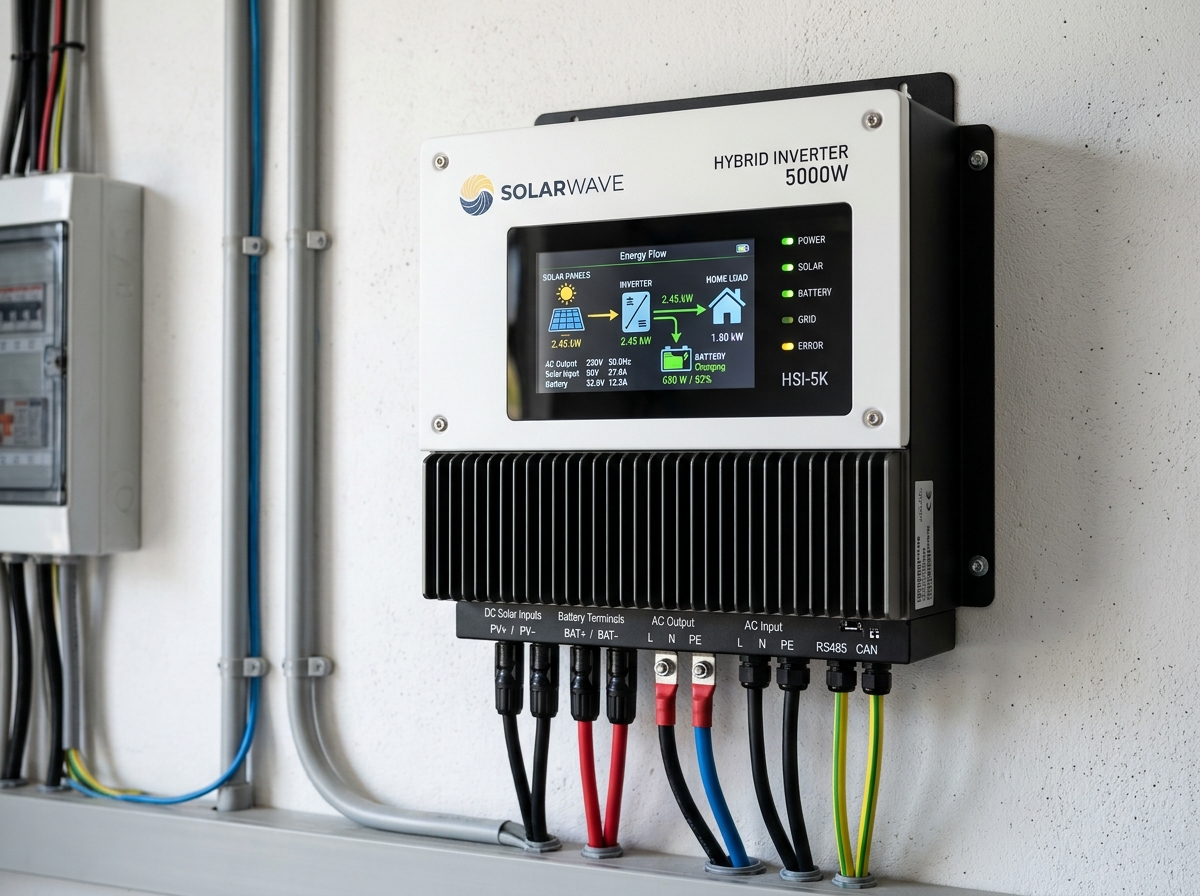 SOLARWAVE
HYBRID INVERTER
5000W
Energy Flow
SOLAR PANELS
INVERTER
HOME LOAD
2.45 kW
2.45
2.45 kW
1.80 kW
BATTERY
Charging
680 W / 52%
AC Output 230V 50.0Hz
Solar Input 90V 27.8A
Battery 32.6V 12.3A
POWER
SOLAR
BATTERY
GRID
ERROR
HSI-5K
DC Solar Inputs
PV+ / PV-
Battery Terminals
BAT+ / BAT-
AC Output
L N PE
AC Input
L N PE
RS485 CAN
CE